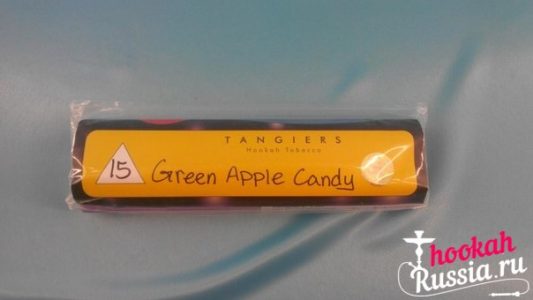 TANGIERS
Hookah Tobacco
15 Green Apple Candy
hookah
Russia.ru